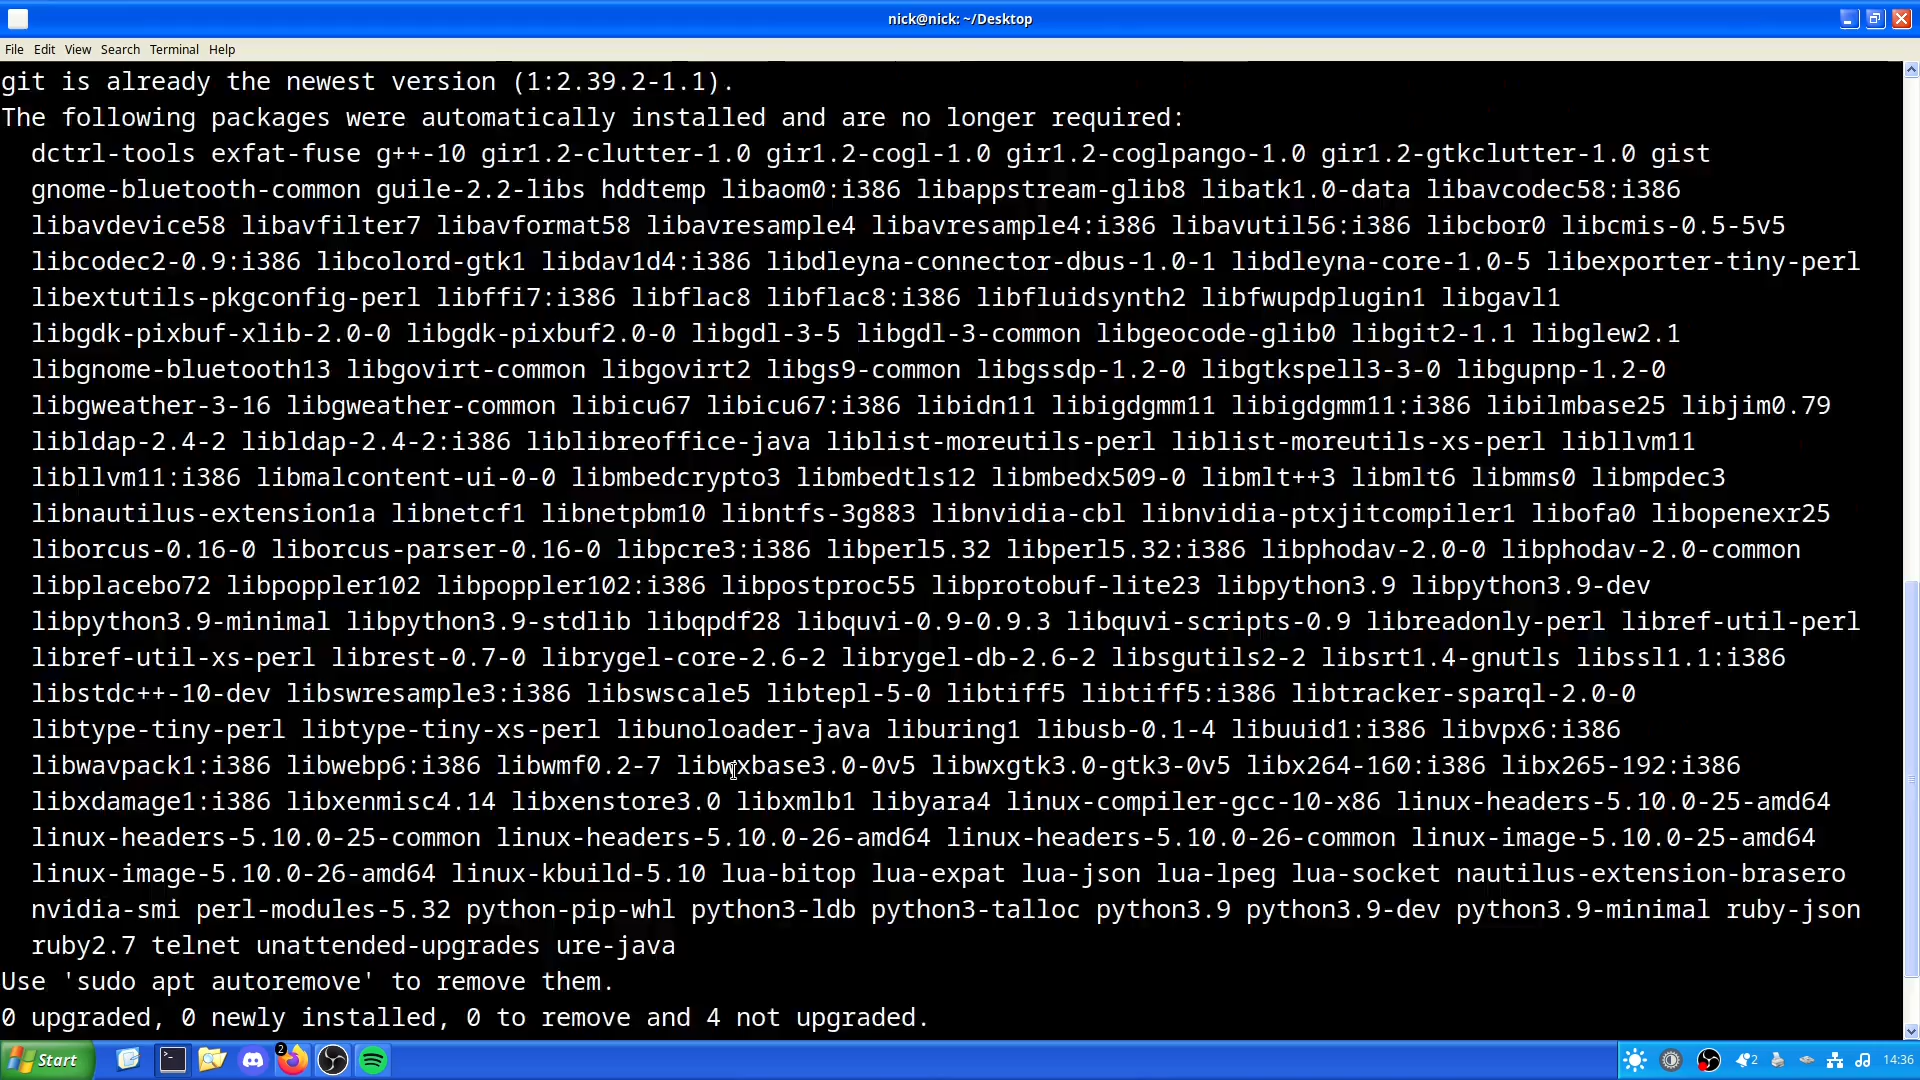 nick@nick: ~/Desktop
File Edit View Search Terminal Help
git is already the newest version (1:2.39.2-1.1).
The following packages were automatically installed and are no longer required:
dctrl-tools exfat-fuse g++-10 gir1.2-clutter-1.0 gir1.2-cogl-1.0 gir1.2-coglpango-1.0 gir1.2-gtkclutter-1.0 gist
gnome-bluetooth-common guile-2.2-libs hddtemp libaom0:i386 libappstream-glib8 libatk1.0-data libavcodec58:i386
libavdevice58 libavfilter7 libavformat58 libavresample4 libavresample4:i386 libavutil56:i386 libcbor0 libcmis-0.5-5v5
libcodec2-0.9:i386 libcolord-gtk1 libdav1d4:i386 libdleyna-connector-dbus-1.0-1 libdleyna-core-1.0-5 libexporter-tiny-perl
libextutils-pkgconfig-perl libffi7:i386 libflac8 libflac8:i386 libfluidsynth2 libfwupdplugin1 libgavl1
libgdk-pixbuf-xlib-2.0-0 libgdk-pixbuf2.0-0 libgdl-3-5 libgdl-3-common libgeocode-glib0 libgit2-1.1 libglew2.1
libgnome-bluetooth13 libgovirt-common libgovirt2 libgs9-common libgssdp-1.2-0 libgtkspell3-3-0 libgupnp-1.2-0
libgweather-3-16 libgweather-common libicu67 libicu67:i386 libidn11 libigdgmm11 libigdgmm11:i386 libilmbase25 libjim0.79
libldap-2.4-2 libldap-2.4-2:i386 liblibreoffice-java liblist-moreutils-perl liblist-moreutils-xs-perl libllvm11
libllvm11:i386 libmalcontent-ui-0-0 libmbedcrypto3 libmbedtls12 libmbedx509-0 libmlt++3 libmlt6 libmms0 libmpdec3
libnautilus-extension1a libnetcf1 libnetpbm10 libntfs-3g883 libnvidia-cbl libnvidia-ptxjitcompiler1 libofa0 libopenexr25
liborcus-0.16-0 liborcus-parser-0.16-0 libpcre3:i386 libperl5.32 libperl5.32:i386 libphodav-2.0-0 libphodav-2.0-common
libplacebo72 libpoppler102 libpoppler102:i386 libpostproc55 libprotobuf-lite23 libpython3.9 libpython3.9-dev
libpython3.9-minimal libpython3.9-stdlib libqpdf28 libquvi-0.9-0.9.3 libquvi-scripts-0.9 libreadonly-perl libref-util-perl
libref-util-xs-perl librest-0.7-0 librygel-core-2.6-2 librygel-db-2.6-2 libsgutils2-2 libsrt1.4-gnutls libssl1.1:i386
libstdc++-10-dev libswresample3:i386 libswscale5 libtepl-5-0 libtiff5 libtiff5:i386 libtracker-sparql-2.0-0
libtype-tiny-perl libtype-tiny-xs-perl libunoloader-java liburing1 libusb-0.1-4 libuuid1:i386 libvpx6:i386
libwavpack1:i386 libwebp6:i386 libwmf0.2-7 libwxbase3.0-0v5 libwxgtk3.0-gtk3-0v5 libx264-160:i386 libx265-192:i386
libxdamage1:i386 libxenmisc4.14 libxenstore3.0 libxmlb1 libyara4 linux-compiler-gcc-10-x86 linux-headers-5.10.0-25-amd64
linux-headers-5.10.0-25-common linux-headers-5.10.0-26-amd64 linux-headers-5.10.0-26-common linux-image-5.10.0-25-amd64
linux-image-5.10.0-26-amd64 linux-kbuild-5.10 lua-bitop lua-expat lua-json lua-lpeg lua-socket nautilus-extension-brasero
nvidia-smi perl-modules-5.32 python-pip-whl python3-ldb python3-talloc python3.9 python3.9-dev python3.9-minimal ruby-json
ruby2.7 telnet unattended-upgrades ure-java
Use 'sudo apt autoremove' to remove them.
0 upgraded, 0 newly installed, 0 to remove and 4 not upgraded.
Start 2 2 14:36